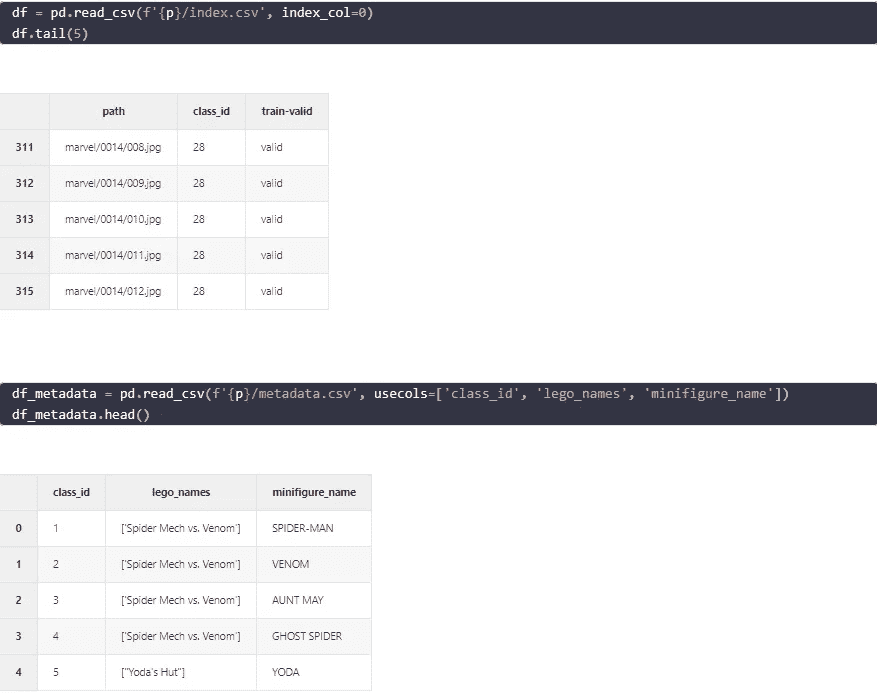 df = pd.read_csv(f'{p}/index.csv', index_col=0)
df.tail(5)
path class_id train-valid
311 marvel/0014/008.jpg 28 valid
312 marvel/0014/009.jpg 28 valid
313 marvel/0014/010.jpg 28 valid
314 marvel/0014/011.jpg 28 valid
315 marvel/0014/012.jpg 28 valid
df_metadata = pd.read_csv(f'{p}/metadata.csv', usecols=['class_id', 'lego_names', 'minifigure_name'])
df_metadata.head()
class_id lego_names minifigure_name
0 1 ['Spider Mech vs. Venom'] SPIDER-MAN
1 2 ['Spider Mech vs. Venom'] VENOM
2 3 ['Spider Mech vs. Venom'] AUNT MAY
3 4 ['Spider Mech vs. Venom'] GHOST SPIDER
4 5 ["Yoda's Hut"] YODA